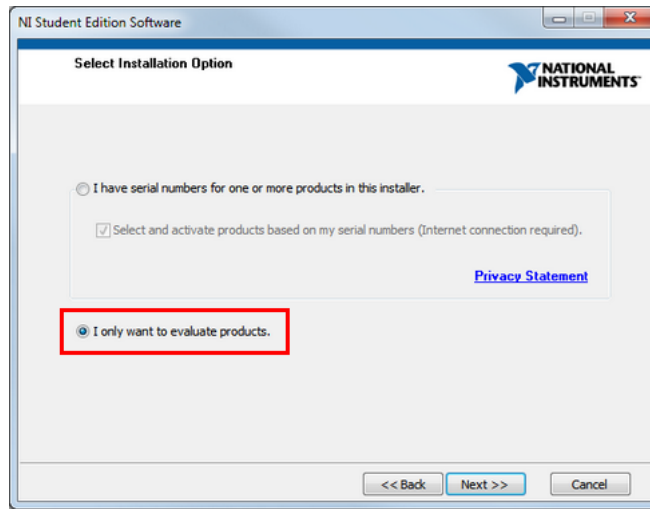 NI Student Edition Software
Select Installation Option
NATIONAL
INSTRUMENTS
I have serial numbers for one or more products in this installer.
Select and activate products based on my serial numbers (Internet connection required).
Privacy Statement
I only want to evaluate products.
<< Back Next >> Cancel